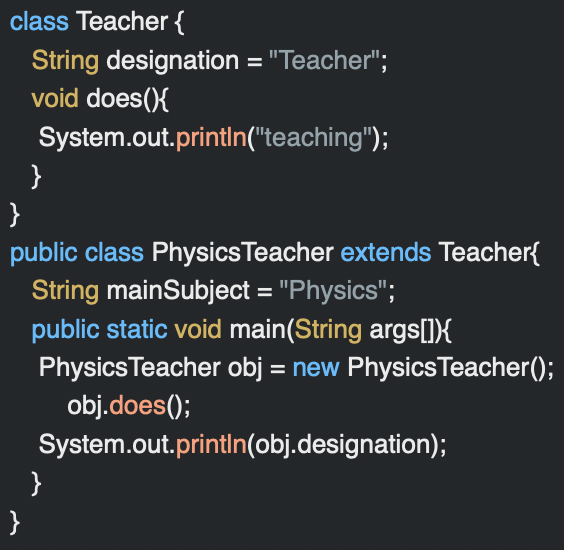 class Teacher {
String designation = "Teacher";
void does(){
System.out.println("teaching");
}
}
public class PhysicsTeacher extends Teacher{
String mainSubject = "Physics";
public static void main(String args[]){
PhysicsTeacher obj = new PhysicsTeacher();
obj.does();
System.out.println(obj.designation);
}
}